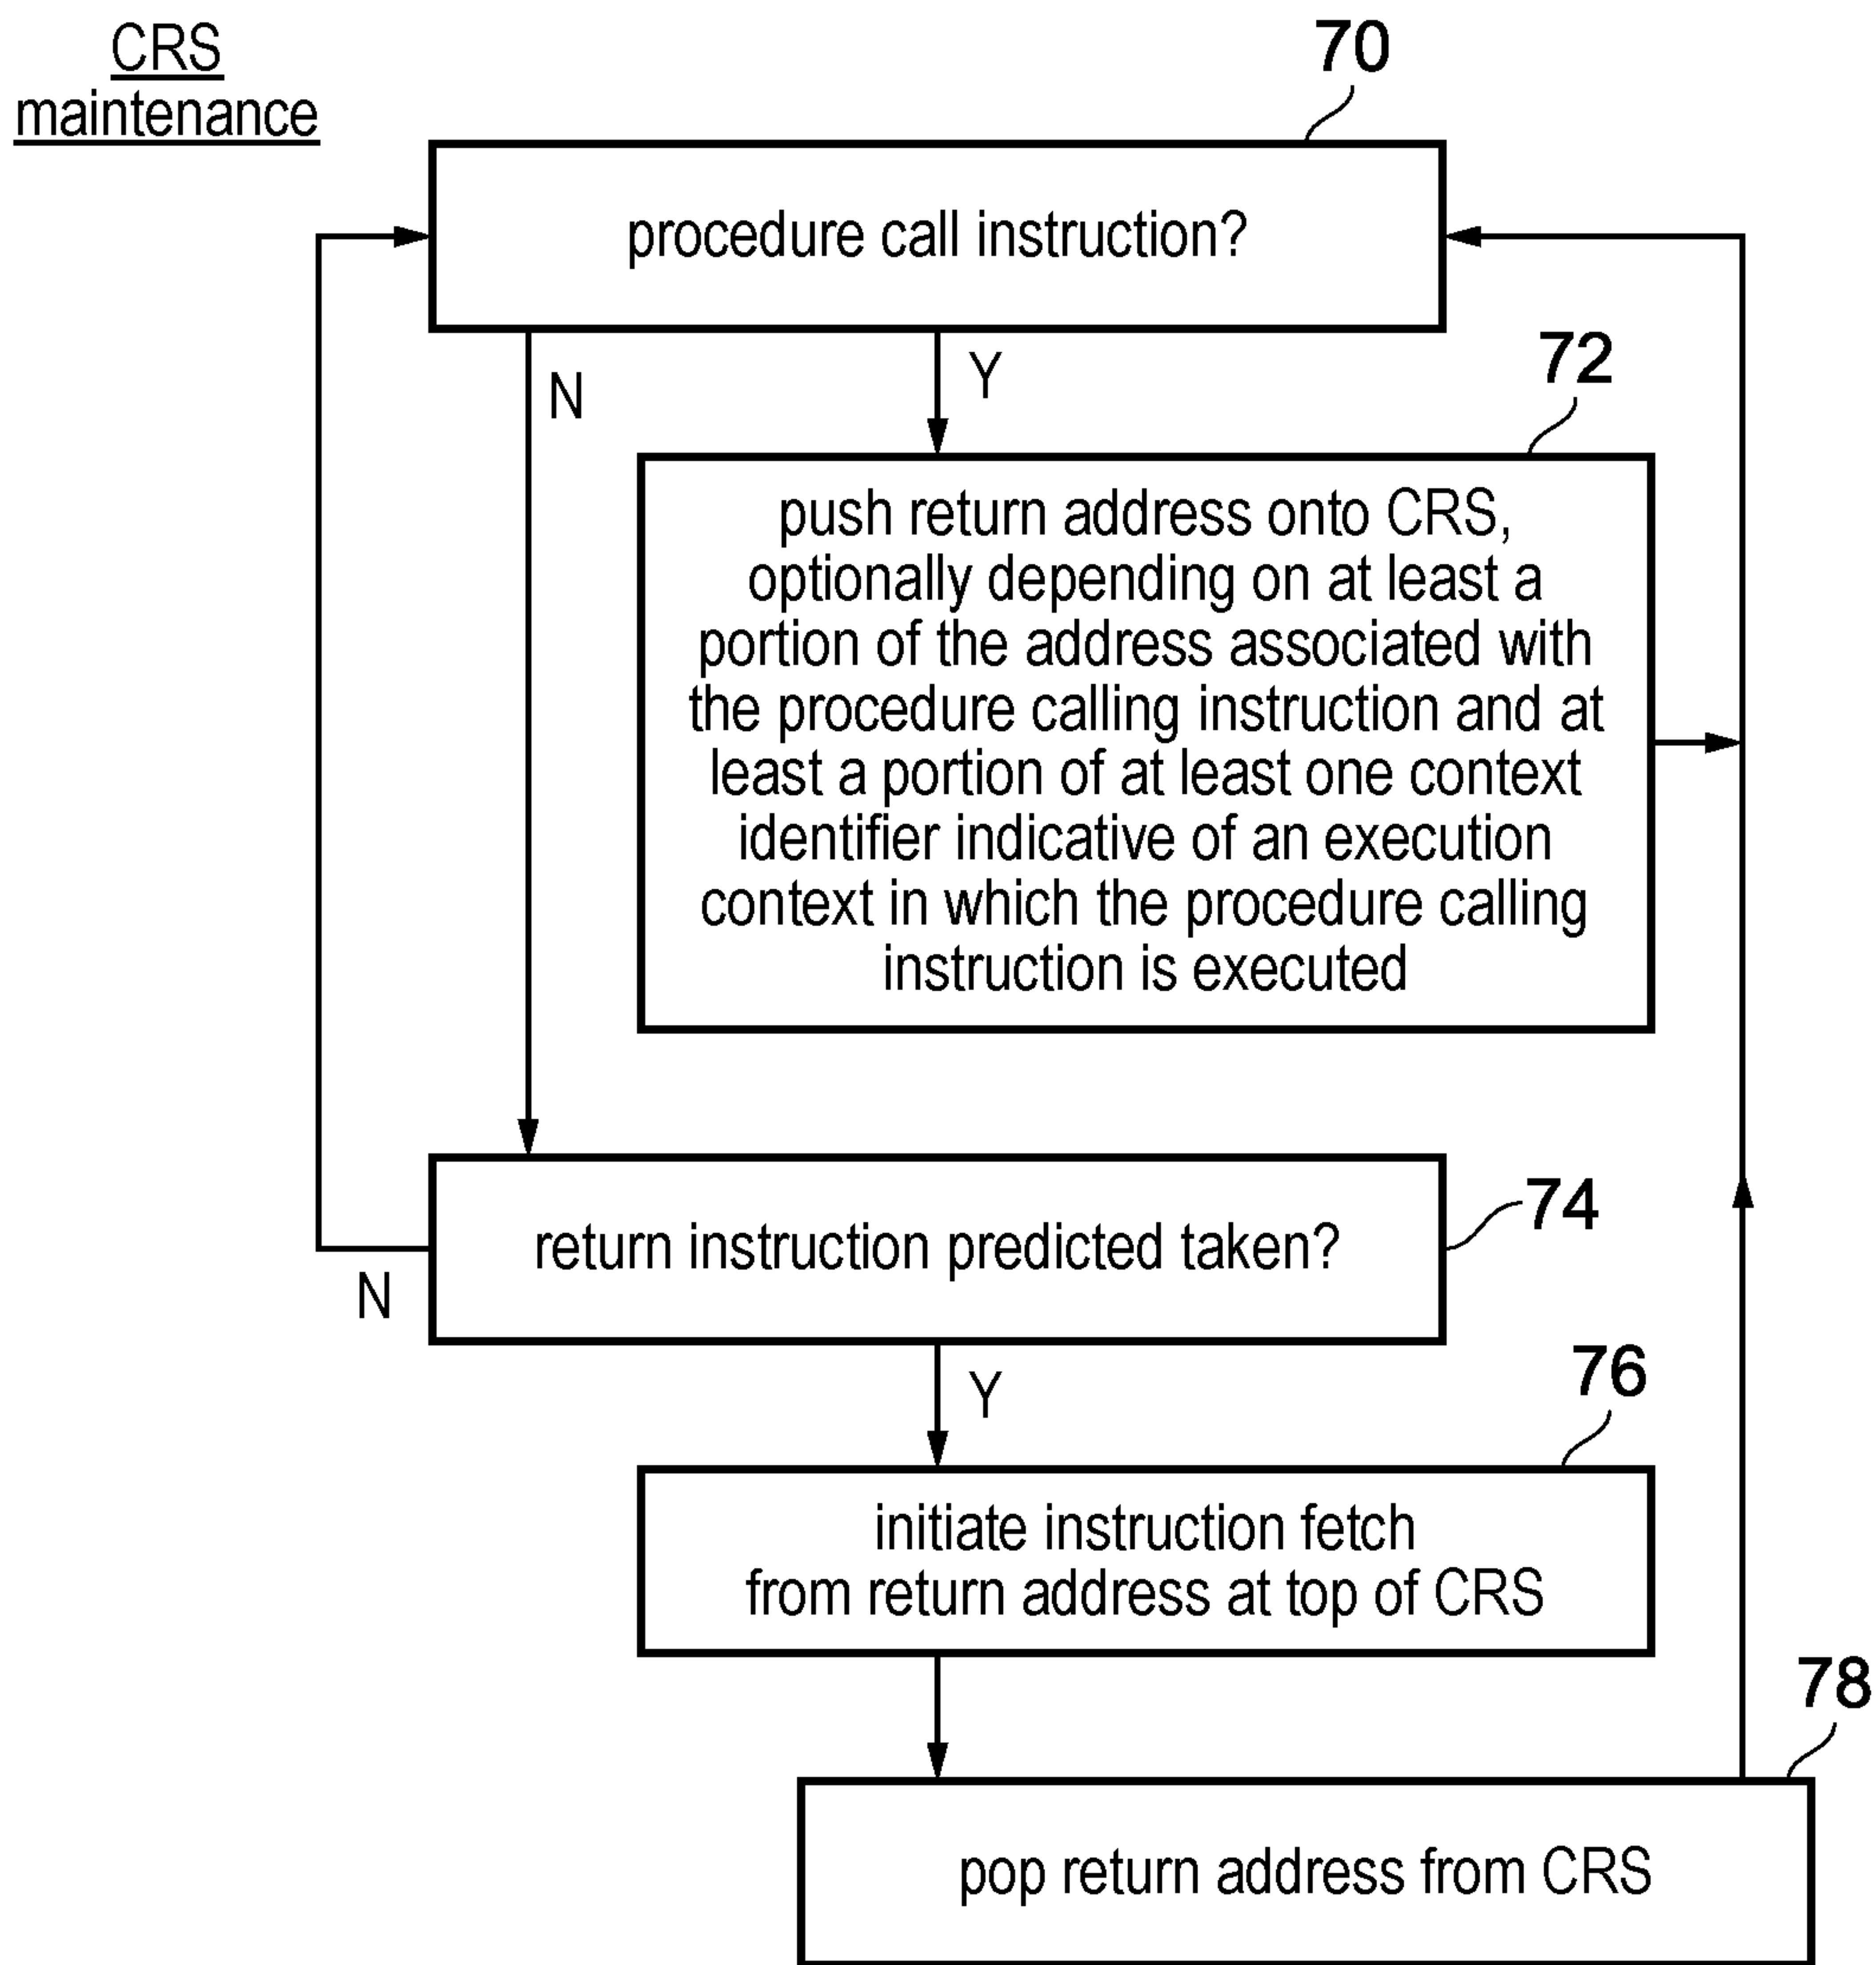 CRS
maintenance
70
procedure call instruction?
N
Y
72
push return address onto CRS,
optionally depending on at least a
portion of the address associated with
the procedure calling instruction and at
least a portion of at least one context
identifier indicative of an execution
context in which the procedure calling
instruction is executed
return instruction predicted taken?
74
N
Y
76
initiate instruction fetch
from return address at top of CRS
78
pop return address from CRS